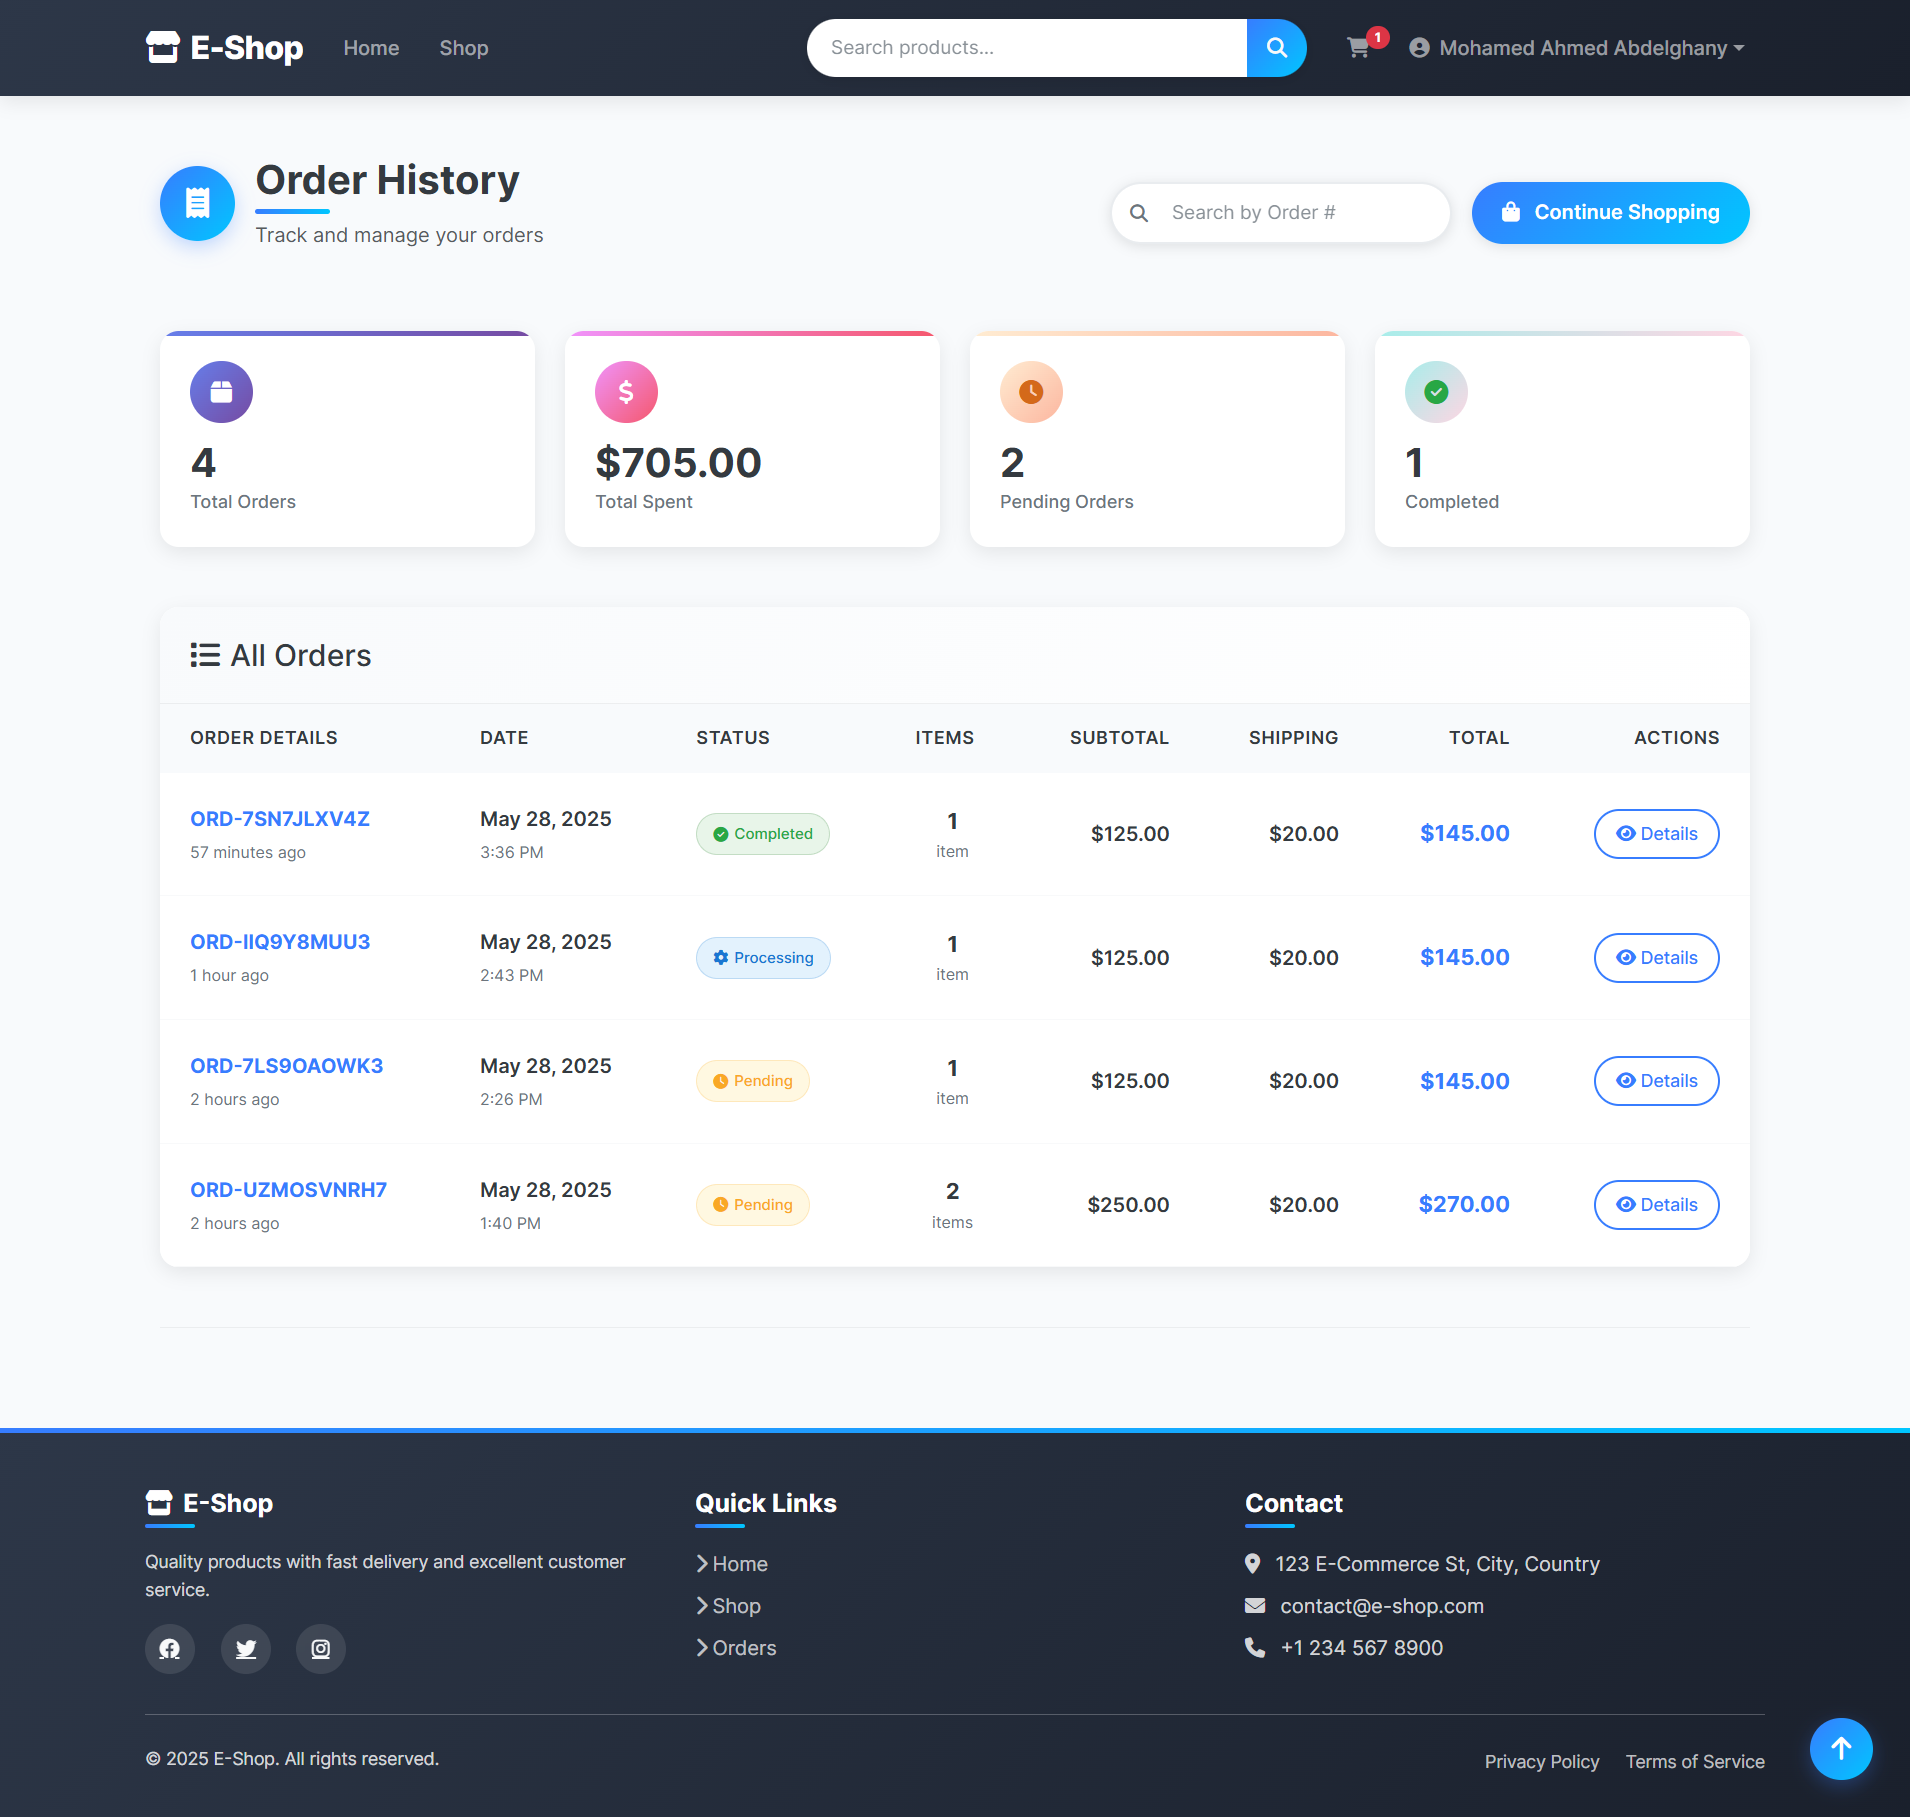 E-Shop Home Shop Search products... 1 Mohamed Ahmed Abdelghany
Order History
Track and manage your orders
Search by Order # Continue Shopping
4
Total Orders
$705.00
Total Spent
2
Pending Orders
1
Completed
All Orders
ORDER DETAILS DATE STATUS ITEMS SUBTOTAL SHIPPING TOTAL ACTIONS
ORD-7SN7JLXV4Z May 28, 2025 Completed 1 $125.00 $20.00 $145.00 Details
57 minutes ago 3:36 PM item
ORD-IIQ9Y8MUU3 May 28, 2025 Processing 1 $125.00 $20.00 $145.00 Details
1 hour ago 2:43 PM item
ORD-7LS9OAOWK3 May 28, 2025 Pending 1 $125.00 $20.00 $145.00 Details
2 hours ago 2:26 PM item
ORD-UZMOSVNRH7 May 28, 2025 Pending 2 $250.00 $20.00 $270.00 Details
2 hours ago 1:40 PM items
E-Shop
Quality products with fast delivery and excellent customer
service.
Quick Links
Home
Shop
Orders
Contact
123 E-Commerce St, City, Country
contact@e-shop.com
+1 234 567 8900
© 2025 E-Shop. All rights reserved.
Privacy Policy Terms of Service